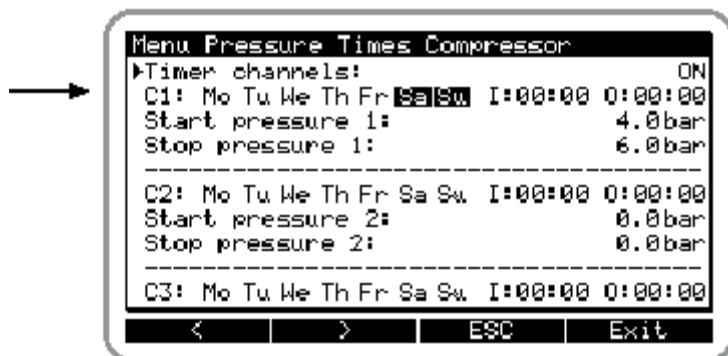 Menu Pressure Times Compressor
▶Timer channels: ON
C1: Mo Tu We Th Fr Sa Su I:00:00 O:00:00
Start pressure 1: 4.0bar
Stop pressure 1: 6.0bar
C2: Mo Tu We Th Fr Sa Su I:00:00 O:00:00
Start pressure 2: 0.0bar
Stop pressure 2: 0.0bar
C3: Mo Tu We Th Fr Sa Su I:00:00 O:00:00
< > ESC Exit